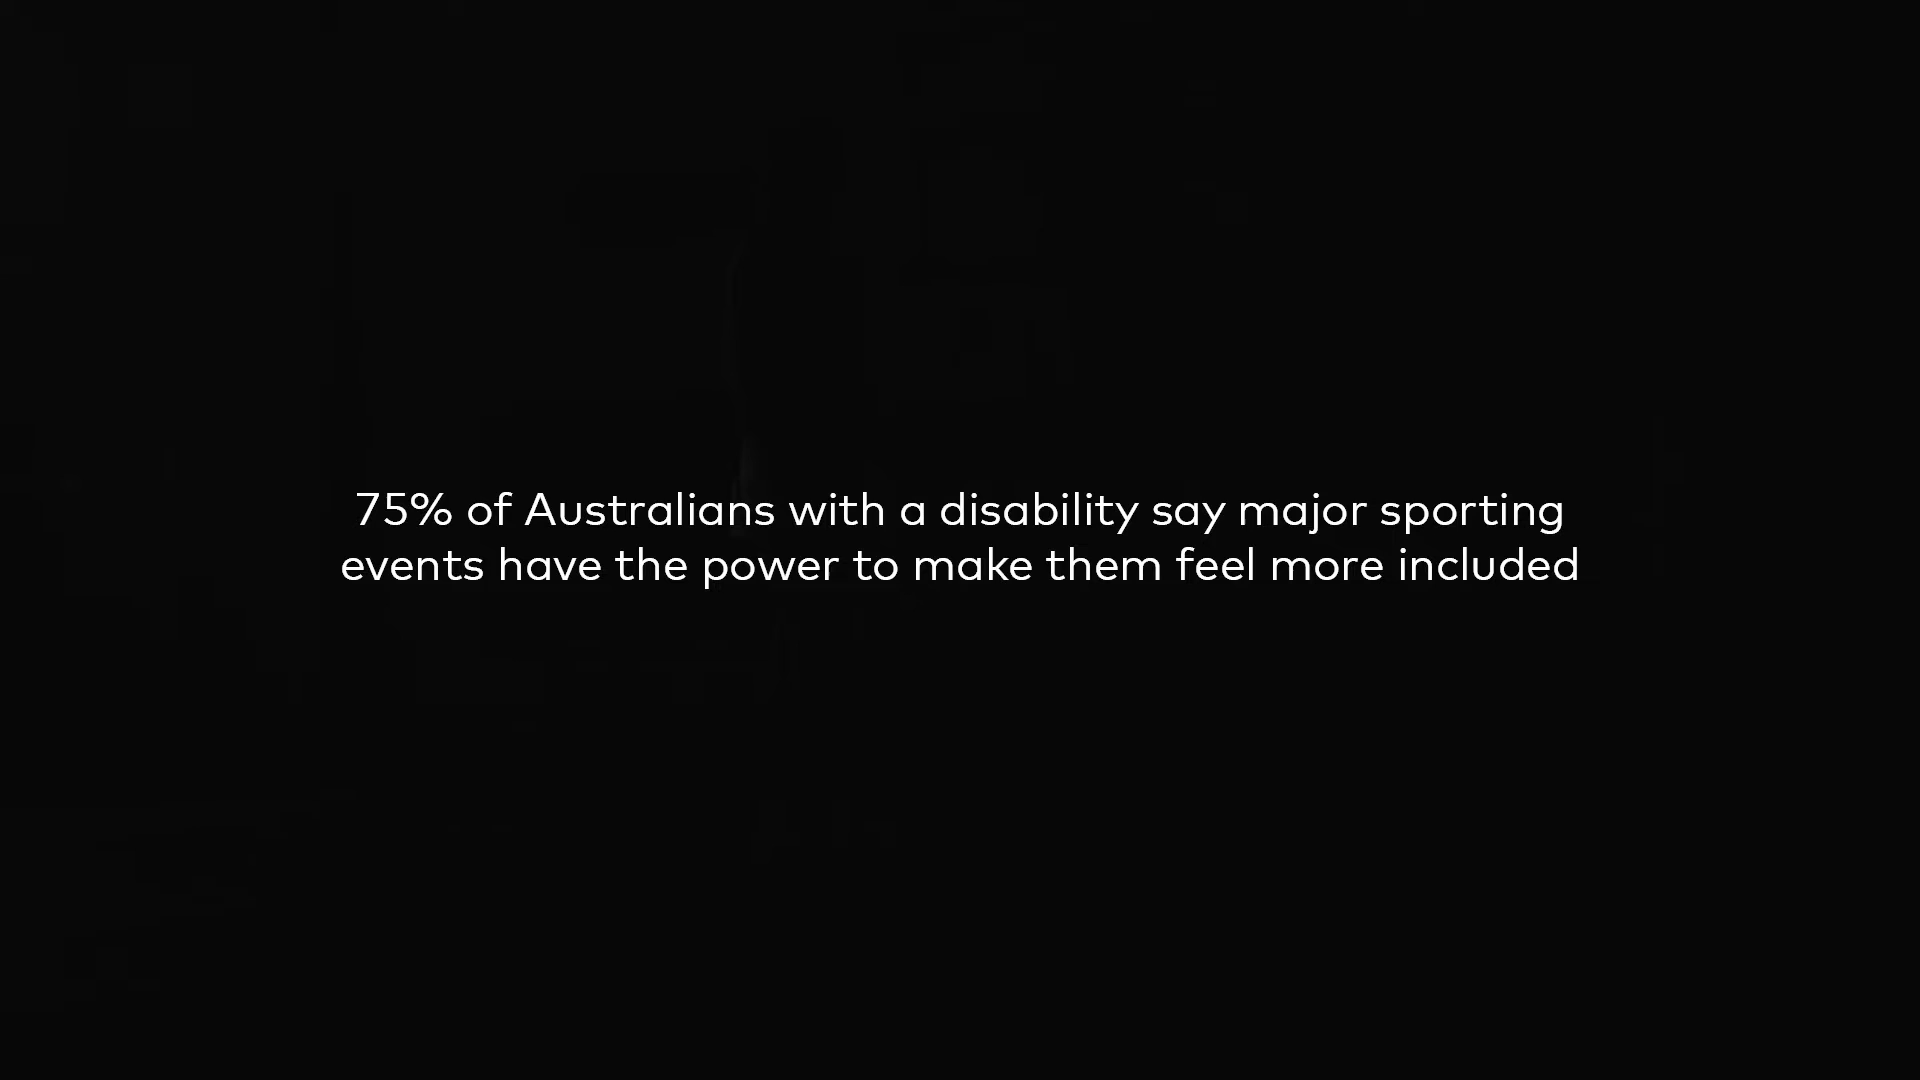 75% of Australians with a disability say major sporting
events have the power to make them feel more included